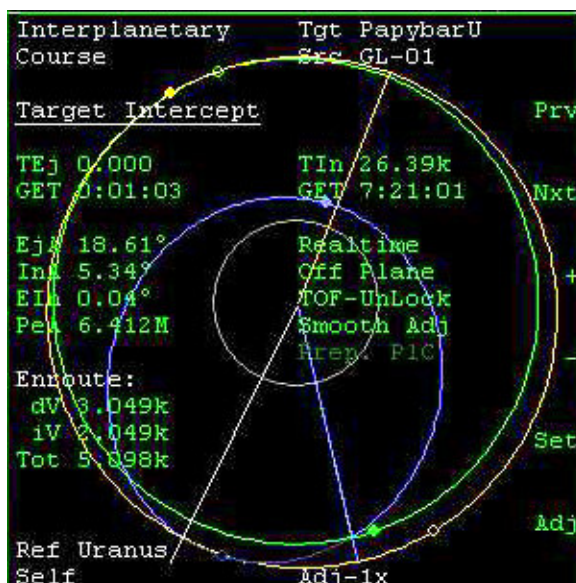 Interplanetary Tgt PapybarU
Course Src GL-01
Target Intercept Prv
TEj 0.000 TIn 26.39k
GET 0:01:03 GET 7:21:01 Nxt
EjA 18.61° Realtime
InA 5.34° Off Plane +
EIn 0.04° TOF-UnLock
PeA 6.412M Smooth Adj
Prep. PlC -
Enroute:
dV 3.049k
iV 2.049k Set
Tot 5.098k
Adj
Ref Uranus
Self Adj-1x